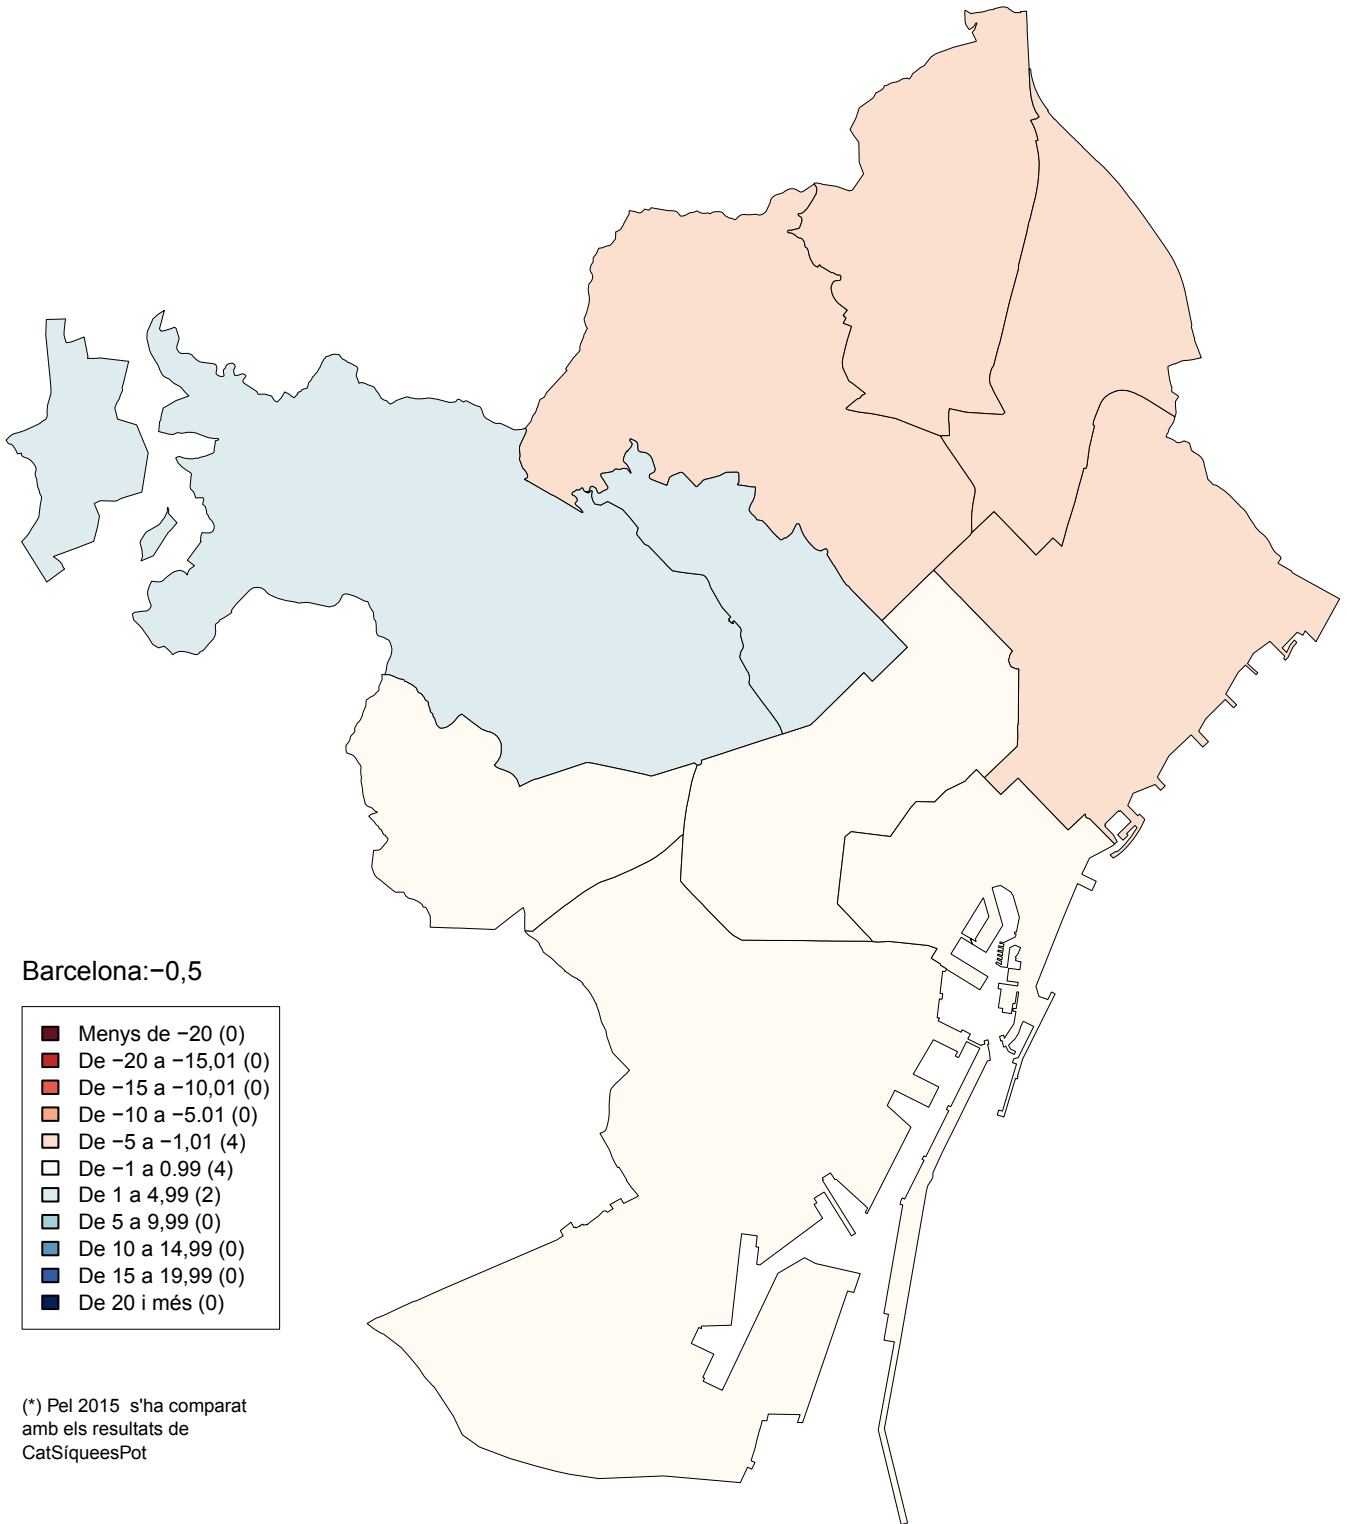 Barcelona:−0,5
Menys de −20 (0)
De −20 a −15,01 (0)
De −15 a −10,01 (0)
De −10 a −5.01 (0)
De −5 a −1,01 (4)
De −1 a 0.99 (4)
De 1 a 4,99 (2)
De 5 a 9,99 (0)
De 10 a 14,99 (0)
De 15 a 19,99 (0)
De 20 i més (0)
(*) Pel 2015  s'ha comparat
amb els resultats de
CatSíqueesPot